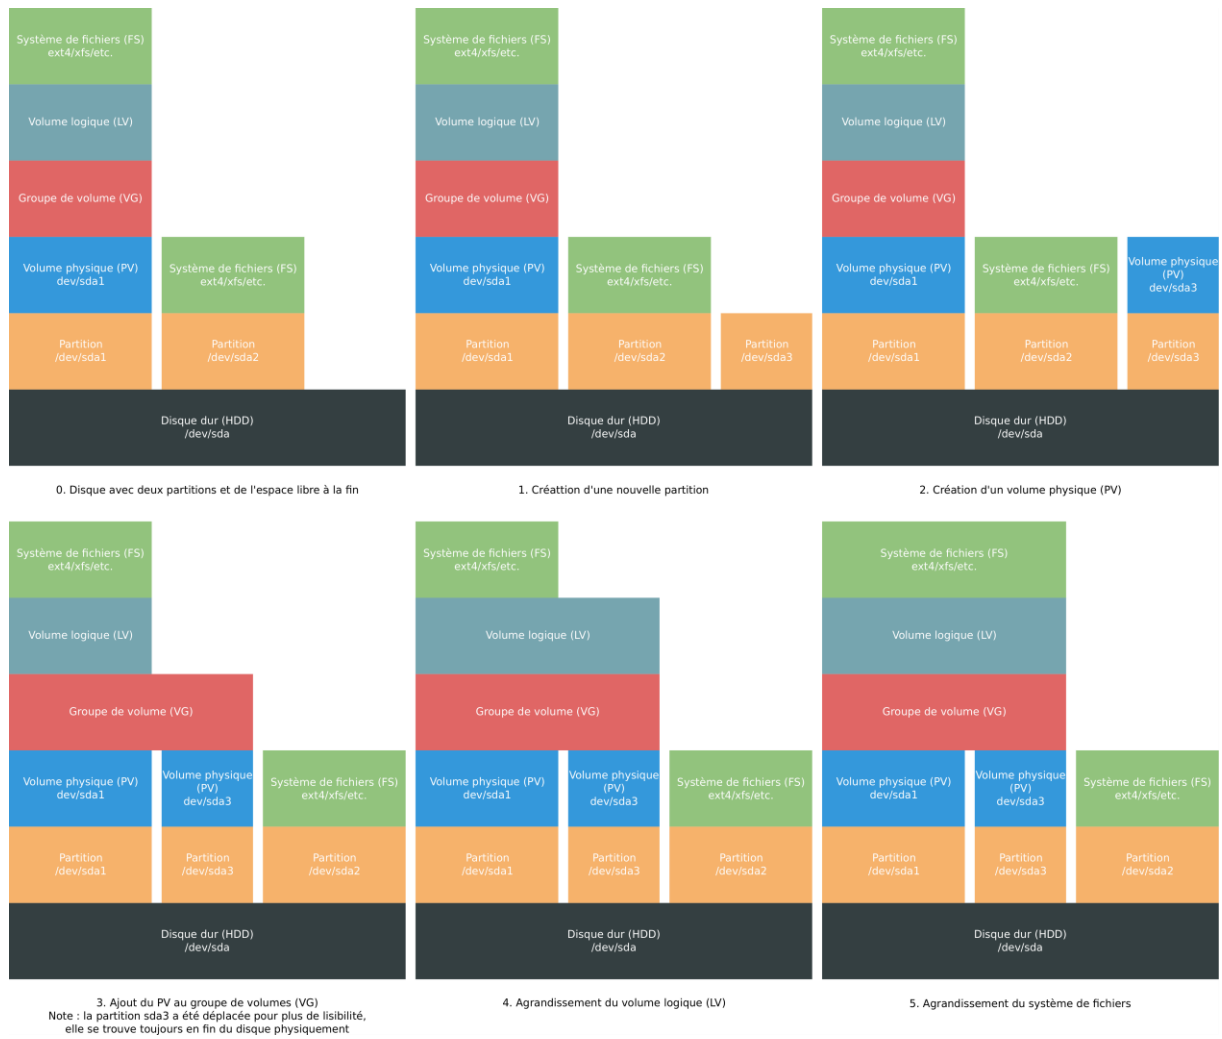 Système de fichiers (FS)
ext4/xfs/etc.
Volume logique (LV)
Groupe de volume (VG)
Volume physique (PV)
dev/sda1
Système de fichiers (FS)
ext4/xfs/etc.
Partition
/dev/sda1
Partition
/dev/sda2
Disque dur (HDD)
/dev/sda
0. Disque avec deux partitions et de l'espace libre à la fin
Système de fichiers (FS)
ext4/xfs/etc.
Volume logique (LV)
Groupe de volume (VG)
Volume physique (PV)
dev/sda1
Système de fichiers (FS)
ext4/xfs/etc.
Partition
/dev/sda1
Partition
/dev/sda2
Partition
/dev/sda3
Disque dur (HDD)
/dev/sda
1. Créattion d'une nouvelle partition
Système de fichiers (FS)
ext4/xfs/etc.
Volume logique (LV)
Groupe de volume (VG)
Volume physique (PV)
dev/sda1
Système de fichiers (FS)
ext4/xfs/etc.
Volume physique
(PV)
dev/sda3
Partition
/dev/sda1
Partition
/dev/sda2
Partition
/dev/sda3
Disque dur (HDD)
/dev/sda
2. Création d'un volume physique (PV)
Système de fichiers (FS)
ext4/xfs/etc.
Volume logique (LV)
Groupe de volume (VG)
Volume physique (PV)
dev/sda1
Volume physique
(PV)
dev/sda3
Système de fichiers (FS)
ext4/xfs/etc.
Partition
/dev/sda1
Partition
/dev/sda3
Partition
/dev/sda2
Disque dur (HDD)
/dev/sda
3. Ajout du PV au groupe de volumes (VG)
Note : la partition sda3 a été déplacée pour plus de lisibilité,
elle se trouve toujours en fin du disque physiquement
Système de fichiers (FS)
ext4/xfs/etc.
Volume logique (LV)
Groupe de volume (VG)
Volume physique (PV)
dev/sda1
Volume physique
(PV)
dev/sda3
Système de fichiers (FS)
ext4/xfs/etc.
Partition
/dev/sda1
Partition
/dev/sda3
Partition
/dev/sda2
Disque dur (HDD)
/dev/sda
4. Agrandissement du volume logique (LV)
Système de fichiers (FS)
ext4/xfs/etc.
Volume logique (LV)
Groupe de volume (VG)
Volume physique (PV)
dev/sda1
Volume physique
(PV)
dev/sda3
Système de fichiers (FS)
ext4/xfs/etc.
Partition
/dev/sda1
Partition
/dev/sda3
Partition
/dev/sda2
Disque dur (HDD)
/dev/sda
5. Agrandissement du système de fichiers